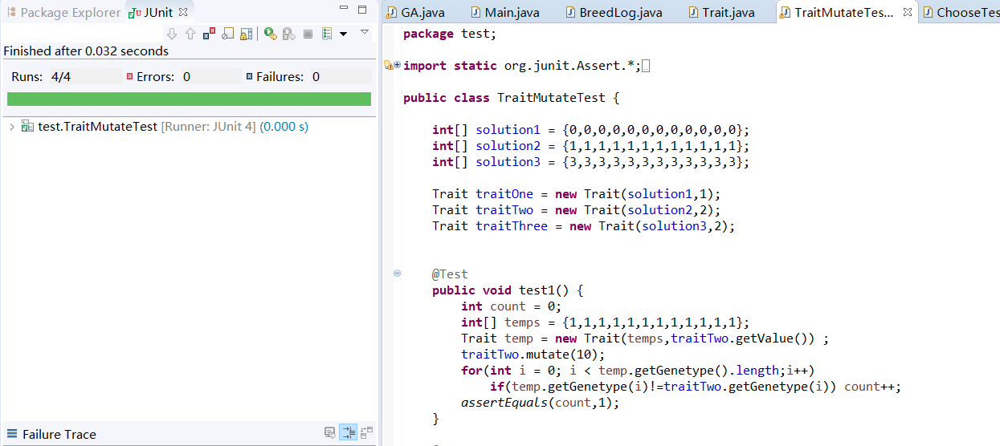 Package Explorer JUnit
Finished after 0.032 seconds
Runs: 4/4 Errors: 0 Failures: 0
test.TraitMutateTest [Runner: JUnit 4] (0.000 s)
Failure Trace
GA.java Main.java BreedLog.java Trait.java TraitMutateTes... ChooseTes
package test;
import static org.junit.Assert.*;
public class TraitMutateTest {
int[] solution1 = {0,0,0,0,0,0,0,0,0,0,0,0};
int[] solution2 = {1,1,1,1,1,1,1,1,1,1,1,1};
int[] solution3 = {3,3,3,3,3,3,3,3,3,3,3,3};
Trait traitOne = new Trait(solution1,1);
Trait traitTwo = new Trait(solution2,2);
Trait traitThree = new Trait(solution3,2);
@Test
public void test1() {
int count = 0;
int[] temps = {1,1,1,1,1,1,1,1,1,1,1,1};
Trait temp = new Trait(temps,traitTwo.getValue()) ;
traitTwo.mutate(10);
for(int i = 0; i < temp.getGenetype().length;i++)
if(temp.getGenetype(i)!=traitTwo.getGenetype(i)) count++;
assertEquals(count,1);
}